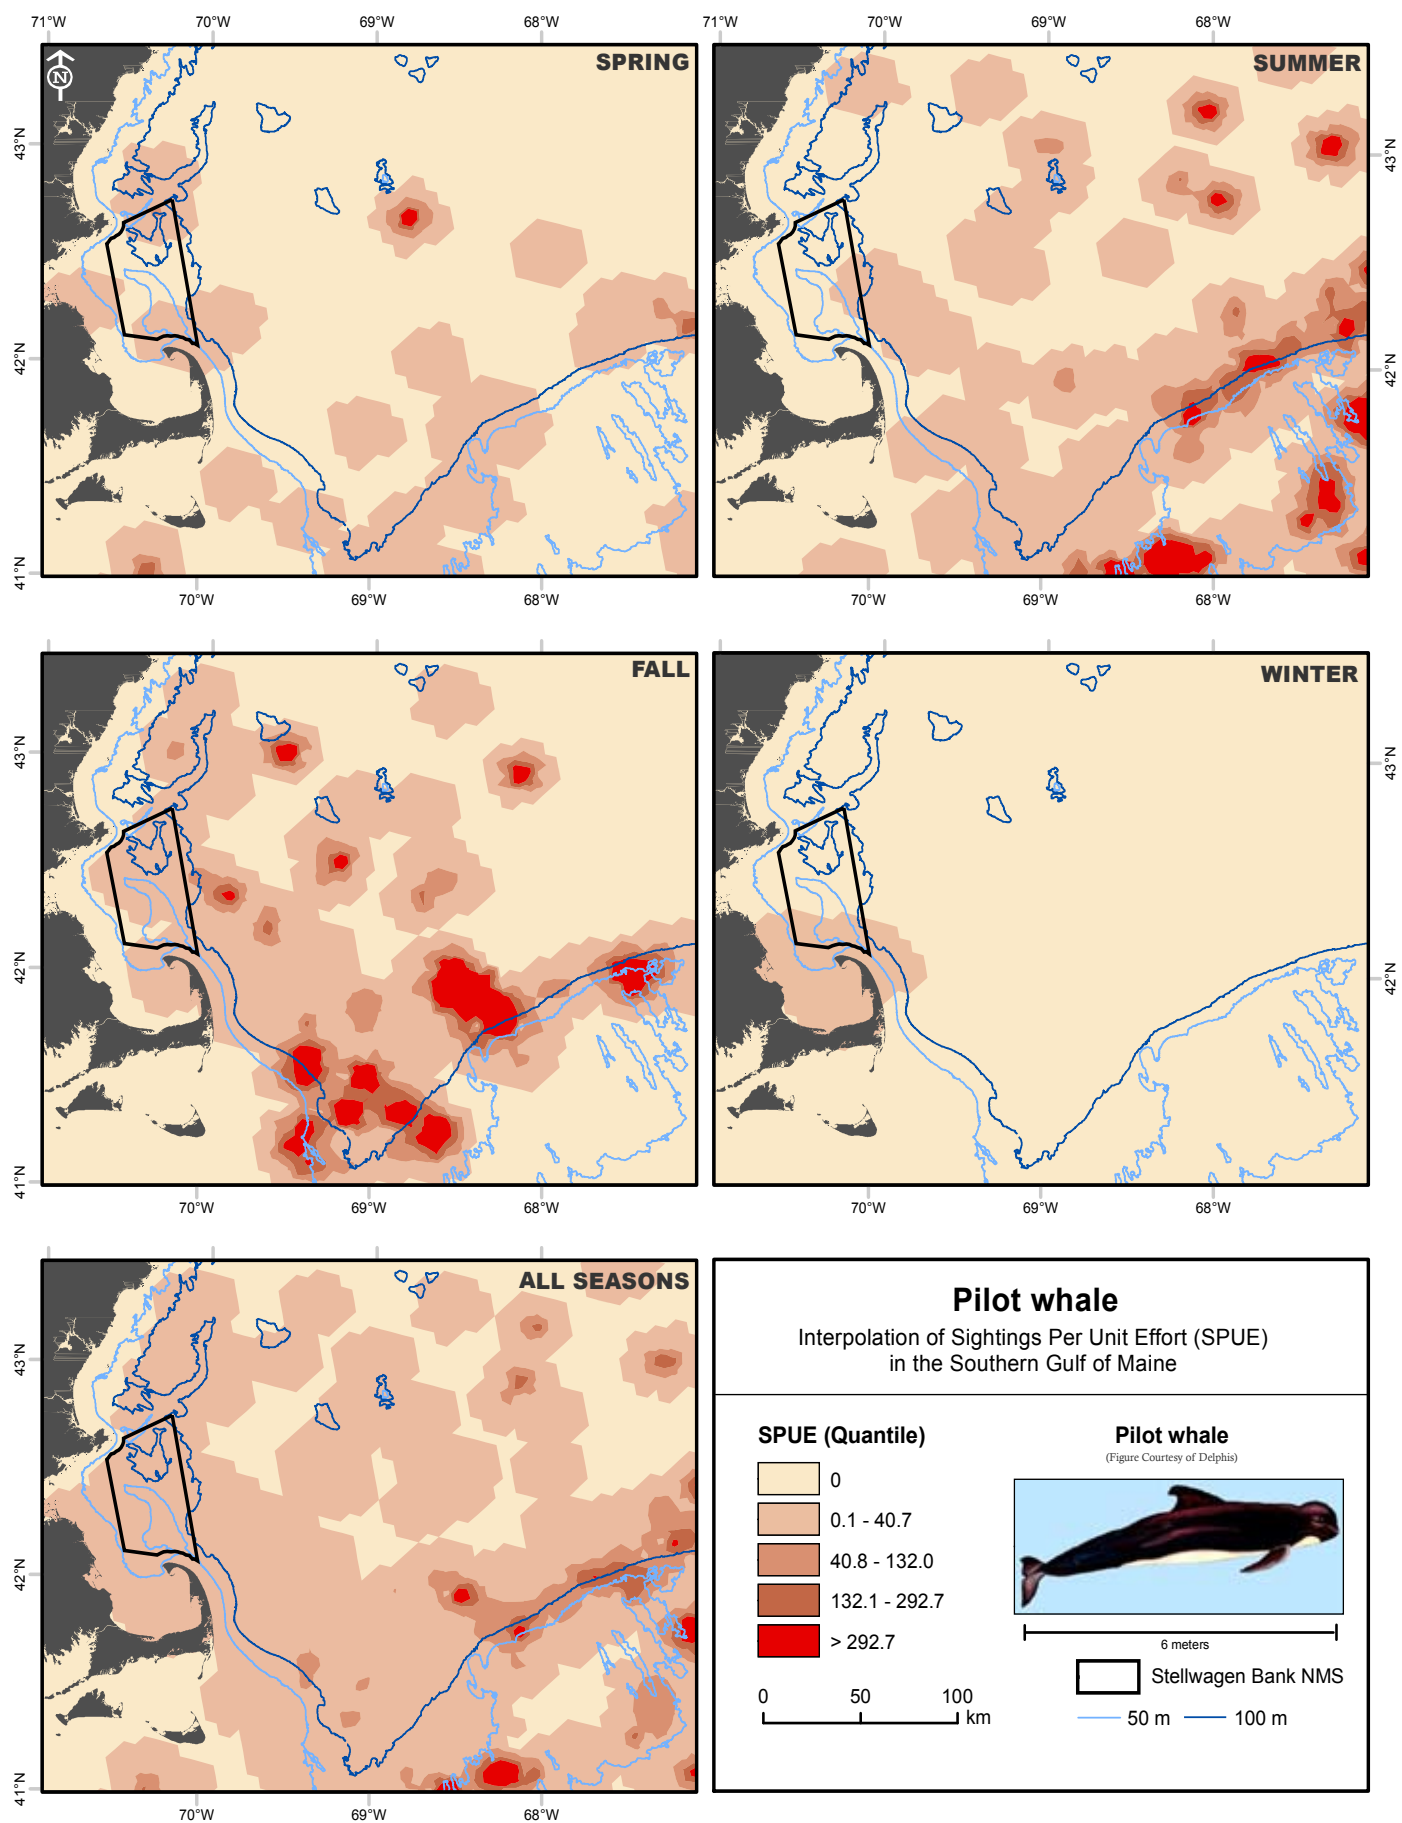 71°W 70°W 69°W 68°W 71°W 70°W 69°W 68°W
N
SPRING
SUMMER
43°N
42°N
41°N
43°N
42°N
70°W 69°W 68°W 70°W 69°W 68°W
FALL
WINTER
43°N
42°N
41°N
43°N
42°N
70°W 69°W 68°W 70°W 69°W 68°W
ALL SEASONS
43°N
42°N
41°N
70°W 69°W 68°W
Pilot whale
Interpolation of Sightings Per Unit Effort (SPUE)
in the Southern Gulf of Maine
SPUE (Quantile)
0
0.1 - 40.7
40.8 - 132.0
132.1 - 292.7
> 292.7
0 50 100
km
Pilot whale
(Figure Courtesy of Delphis)
6 meters
Stellwagen Bank NMS
50 m 100 m